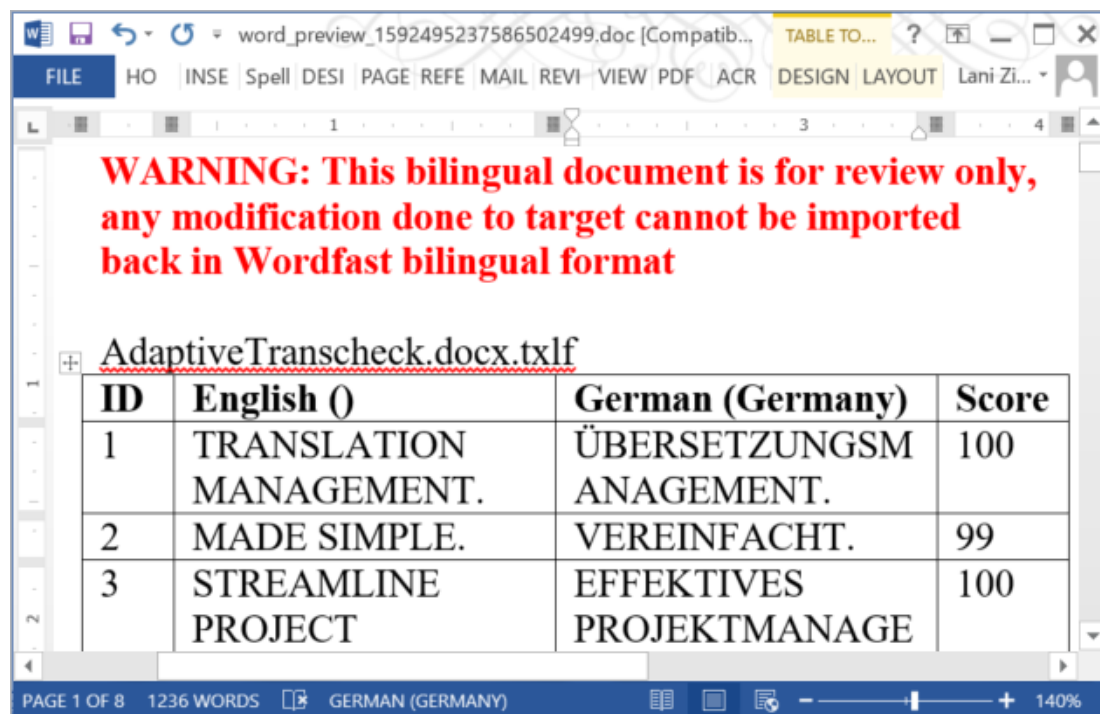 word_preview_1592495237586502499.doc [Compatib... TABLE TO... ?
FILE HO INSE Spell DESI PAGE REFE MAIL REVI VIEW PDF ACR DESIGN LAYOUT Lani Zi...
L 1 3 4
WARNING: This bilingual document is for review only,
any modification done to target cannot be imported
back in Wordfast bilingual format
AdaptiveTranscheck.docx.txlf
ID English () German (Germany) Score
1 TRANSLATION ÜBERSETZUNGSM 100
MANAGEMENT. ANAGEMENT.
2 MADE SIMPLE. VEREINFACHT. 99
3 STREAMLINE EFFEKTIVES 100
PROJECT PROJEKTMANAGE
1
2
PAGE 1 OF 8 1236 WORDS GERMAN (GERMANY) 140%